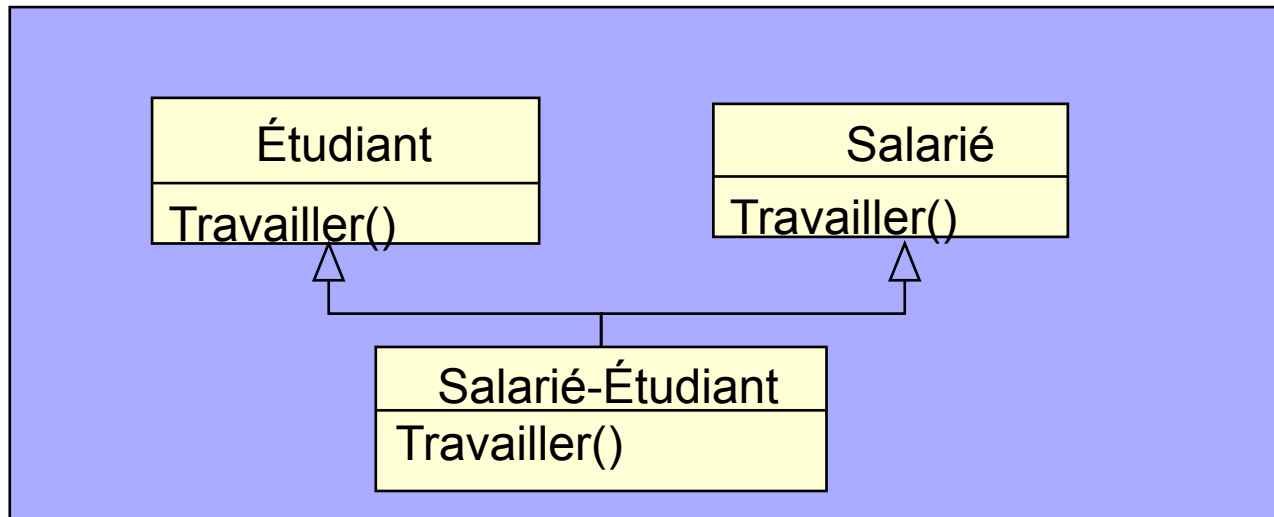 Étudiant
Travailler()
Salarié
Travailler()
Salarié-Étudiant
Travailler()